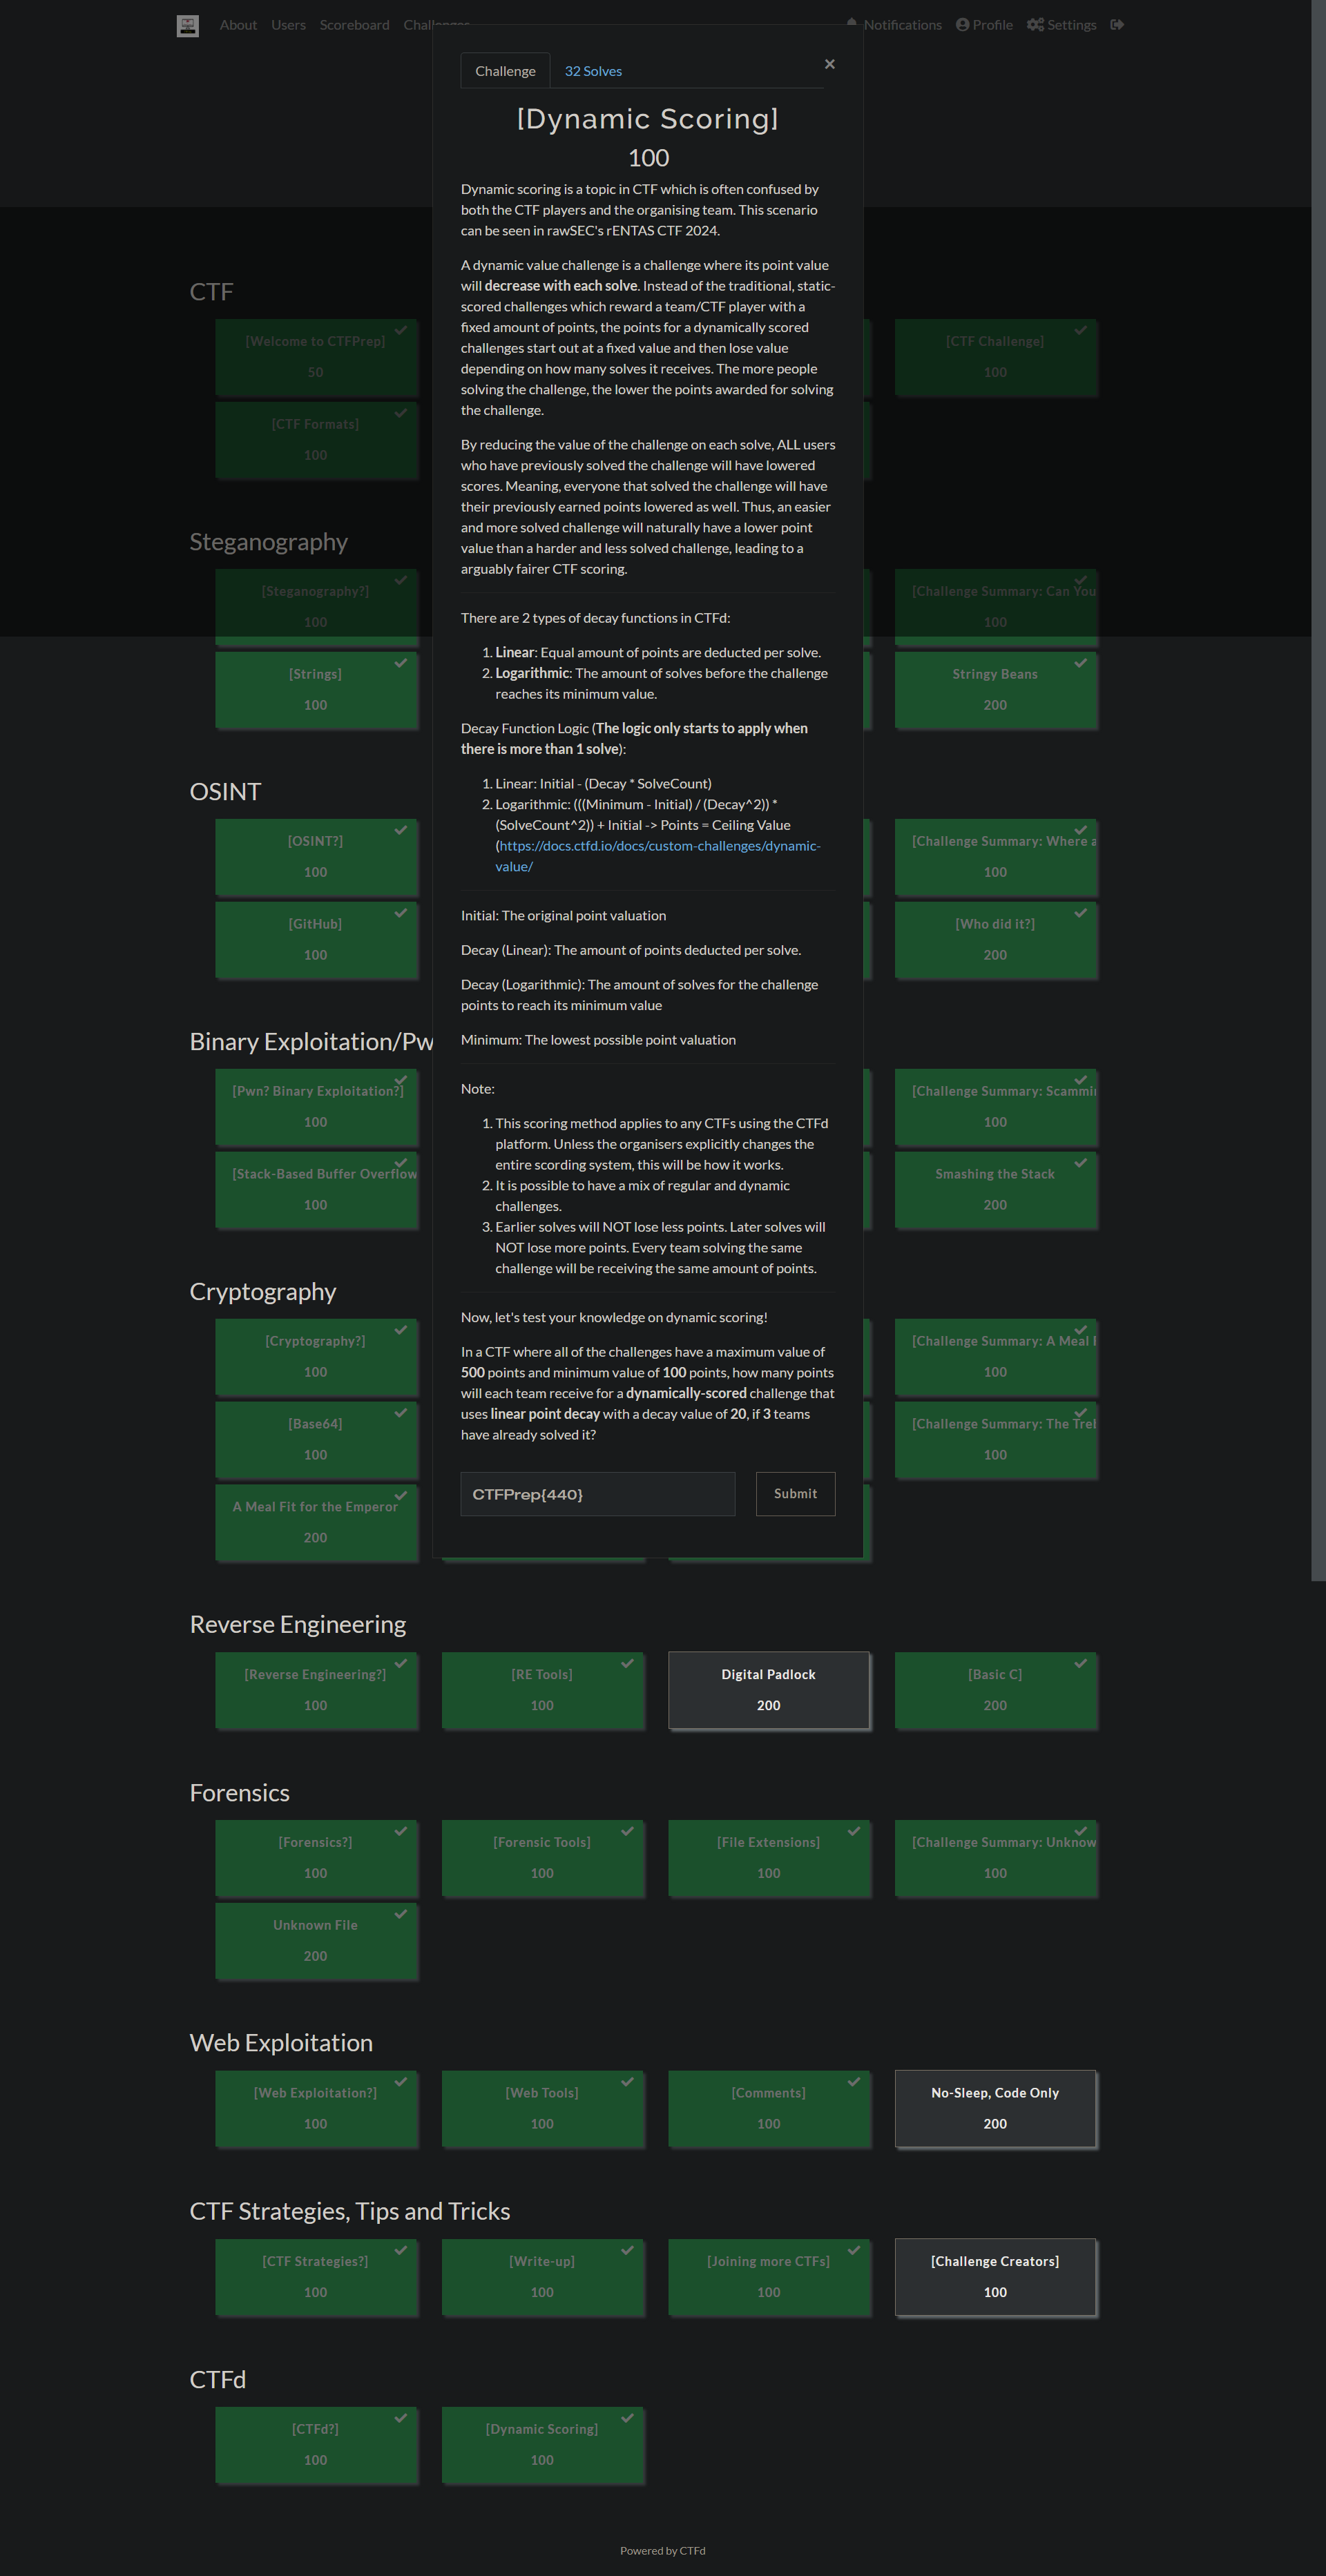 About Users Scoreboard Challenges Notifications Profile Settings
Challenge 32 Solves ×
[Dynamic Scoring]
100
Dynamic scoring is a topic in CTF which is often confused by
both the CTF players and the organising team. This scenario
can be seen in rawSEC's rENTAS CTF 2024.
A dynamic value challenge is a challenge where its point value
will decrease with each solve. Instead of the traditional, static-
scored challenges which reward a team/CTF player with a
fixed amount of points, the points for a dynamically scored
challenges start out at a fixed value and then lose value
depending on how many solves it receives. The more people
solving the challenge, the lower the points awarded for solving
the challenge.
By reducing the value of the challenge on each solve, ALL users
who have previously solved the challenge will have lowered
scores. Meaning, everyone that solved the challenge will have
their previously earned points lowered as well. Thus, an easier
and more solved challenge will naturally have a lower point
value than a harder and less solved challenge, leading to a
arguably fairer CTF scoring.
There are 2 types of decay functions in CTFd:
1. Linear: Equal amount of points are deducted per solve.
2. Logarithmic: The amount of solves before the challenge
reaches its minimum value.
Decay Function Logic (The logic only starts to apply when
there is more than 1 solve):
1. Linear: Initial - (Decay * SolveCount)
2. Logarithmic: (((Minimum - Initial) / (Decay^2)) *
(SolveCount^2)) + Initial -> Points = Ceiling Value
(https://docs.ctfd.io/docs/custom-challenges/dynamic-
value/
Initial: The original point valuation
Decay (Linear): The amount of points deducted per solve.
Decay (Logarithmic): The amount of solves for the challenge
points to reach its minimum value
Minimum: The lowest possible point valuation
Note:
1. This scoring method applies to any CTFs using the CTFd
platform. Unless the organisers explicitly changes the
entire scording system, this will be how it works.
2. It is possible to have a mix of regular and dynamic
challenges.
3. Earlier solves will NOT lose less points. Later solves will
NOT lose more points. Every team solving the same
challenge will be receiving the same amount of points.
Now, let's test your knowledge on dynamic scoring!
In a CTF where all of the challenges have a maximum value of
500 points and minimum value of 100 points, how many points
will each team receive for a dynamically-scored challenge that
uses linear point decay with a decay value of 20, if 3 teams
have already solved it?
CTFPrep{440} Submit
CTF
[Welcome to CTFPrep] [CTF Challenge]
50 100
[CTF Formats]
100
Steganography
[Steganography?] [Challenge Summary: Can You
100 100
[Strings] Stringy Beans
100 200
OSINT
[OSINT?] [Challenge Summary: Where a
100 100
[GitHub] [Who did it?]
100 200
Binary Exploitation/Pw
[Pwn? Binary Exploitation?] [Challenge Summary: Scammi
100 100
[Stack-Based Buffer Overflow Smashing the Stack
100 200
Cryptography
[Cryptography?] [Challenge Summary: A Meal
100 100
[Base64] [Challenge Summary: The
100 100
A Meal Fit for the Emperor
200
Reverse Engineering
[Reverse Engineering?] [RE Tools] Digital Padlock [Basic C]
100 100 200 200
Forensics
[Forensics?] [Forensic Tools] [File Extensions] [Challenge Summary: Unknow
100 100 100 100
Unknown File
200
Web Exploitation
[Web Exploitation?] [Web Tools] [Comments] No-Sleep, Code Only
100 100 100 200
CTF Strategies, Tips and Tricks
[CTF Strategies?] [Write-up] [Joining more CTFs] [Challenge Creators]
100 100 100 100
CTFd
[CTFd?] [Dynamic Scoring]
100 100
Powered by CTFd